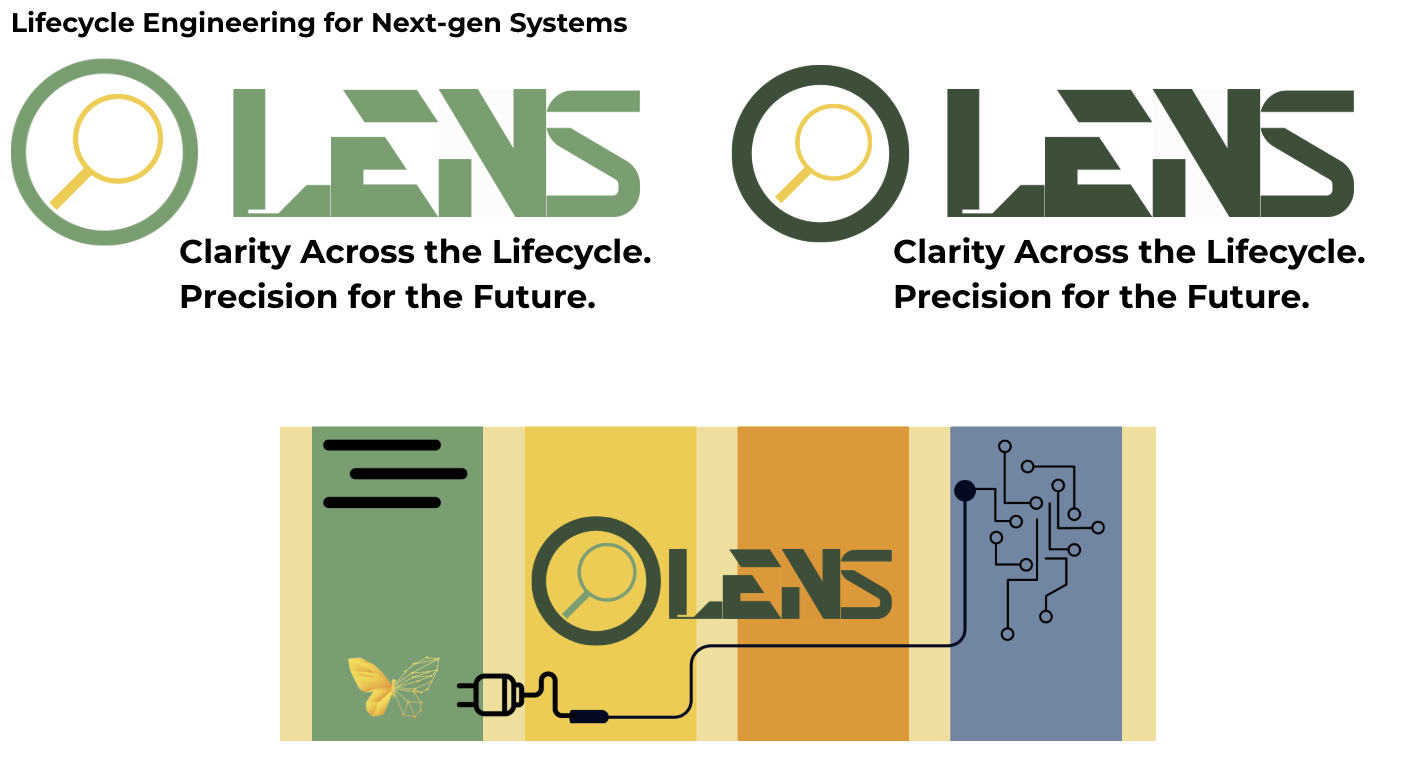 Lifecycle Engineering for Next-gen Systems
LENS
Clarity Across the Lifecycle.
Precision for the Future.
LENS
Clarity Across the Lifecycle.
Precision for the Future.
LENS